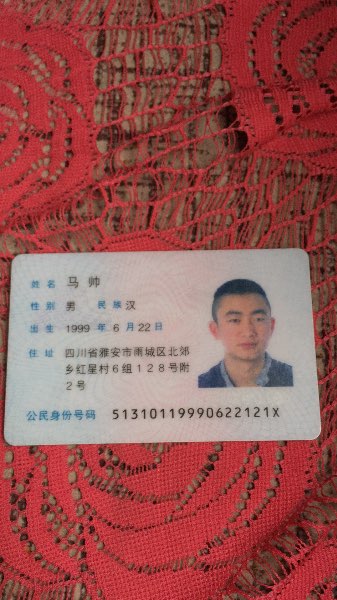 姓名 马帅
性别 男 民族 汉
出生 1999 年 6 月 22 日
住址 四川省雅安市雨城区北郊
乡红星村6组128号附
2号
公民身份号码 51310119990622121X